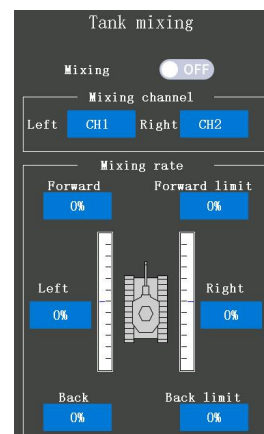 Tank mixing
Mixing OFF
Mixing channel
Left CH1 Right CH2
Mixing rate
Forward Forward limit
0% 0%
Left Right
0% 0%
Back Back limit
0% 0%